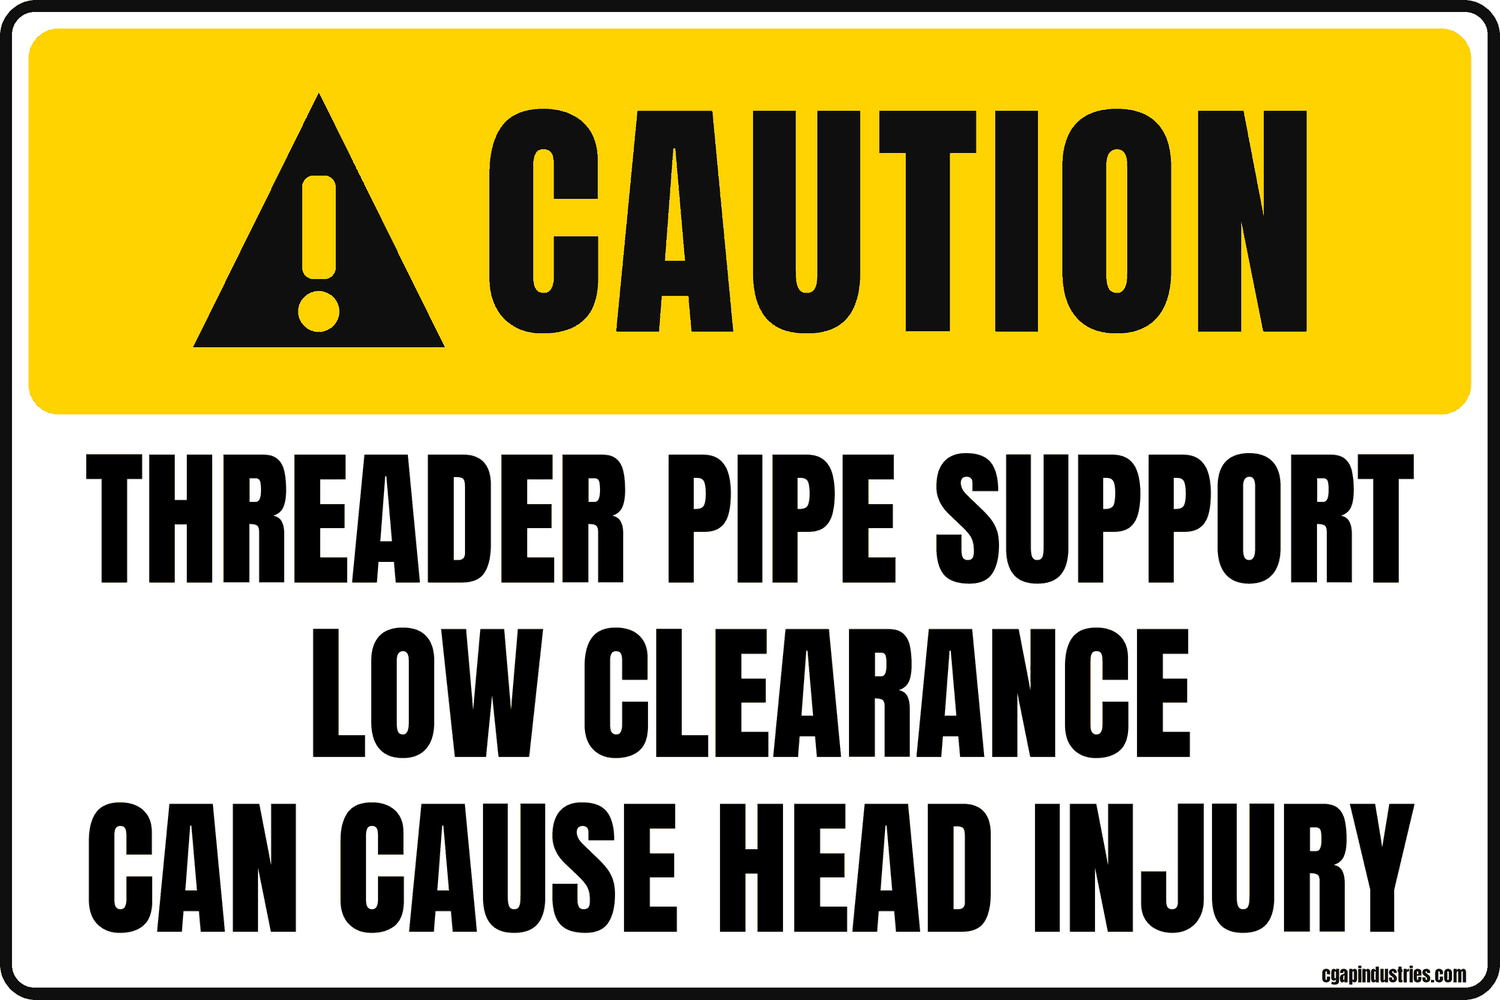 CAUTION
THREADER PIPE SUPPORT
LOW CLEARANCE
CAN CAUSE HEAD INJURY
cgapindustries.com